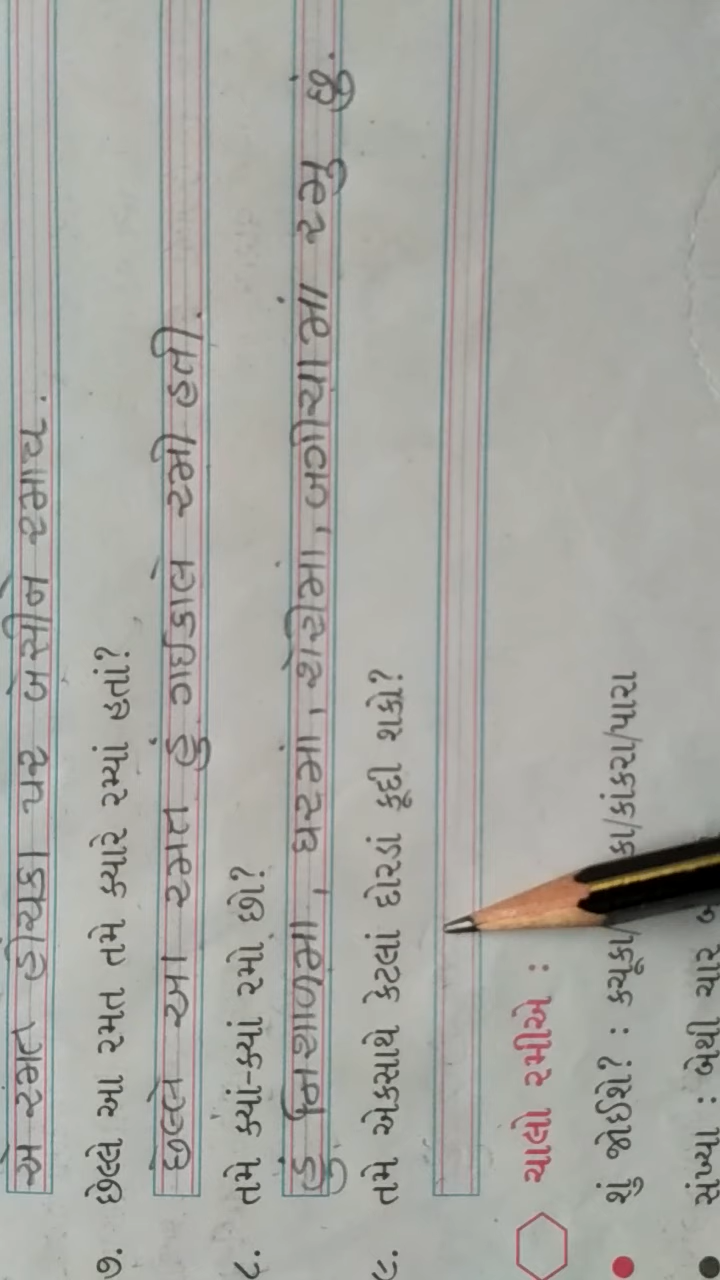 એ રમત હીંચકા પર બેસીને રમાય.
૭. છેલ્લે આ રમત તમે ક્યારે રમ્યાં હતાં?
છેલ્લે આ રમત હું ગઇકાલે રમી હતી.
૮. તમે ક્યાં-ક્યાં રમો છો?
હું નિશાળમાં, ઘરમાં, શેરીમાં, બગીચામાં રમું છું.
૯. તમે એકસાથે કેટલાં દોરડાં કૂદી શકો?
ચાલો રમીએ :
શું જોઈશે? : કૂકા/ કા/કાંકરા/પારા
સંખ્યા : બેથી ચાર